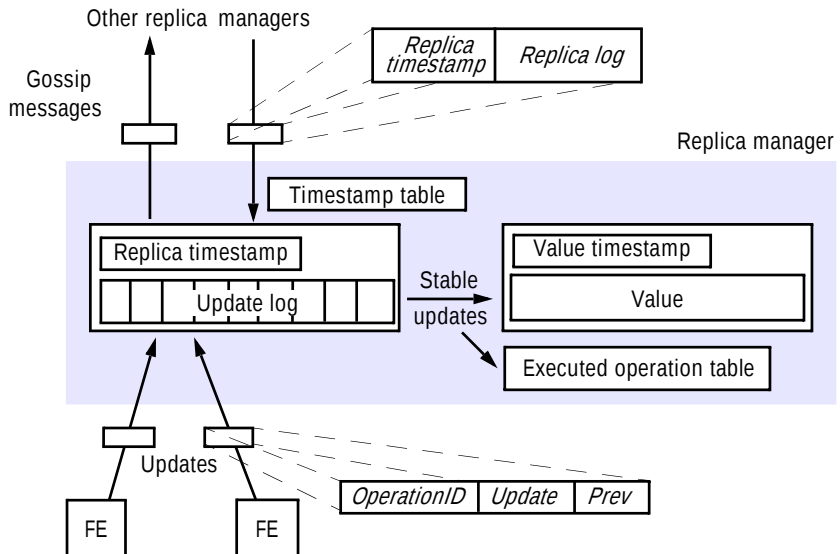 Other replica managers
Replica
timestamp
Replica log
Gossip
messages
Replica manager
Timestamp table
Replica timestamp
Update log
Stable
updates
Value timestamp
Value
Executed operation table
Updates
OperationID
Update
Prev
FE
FE